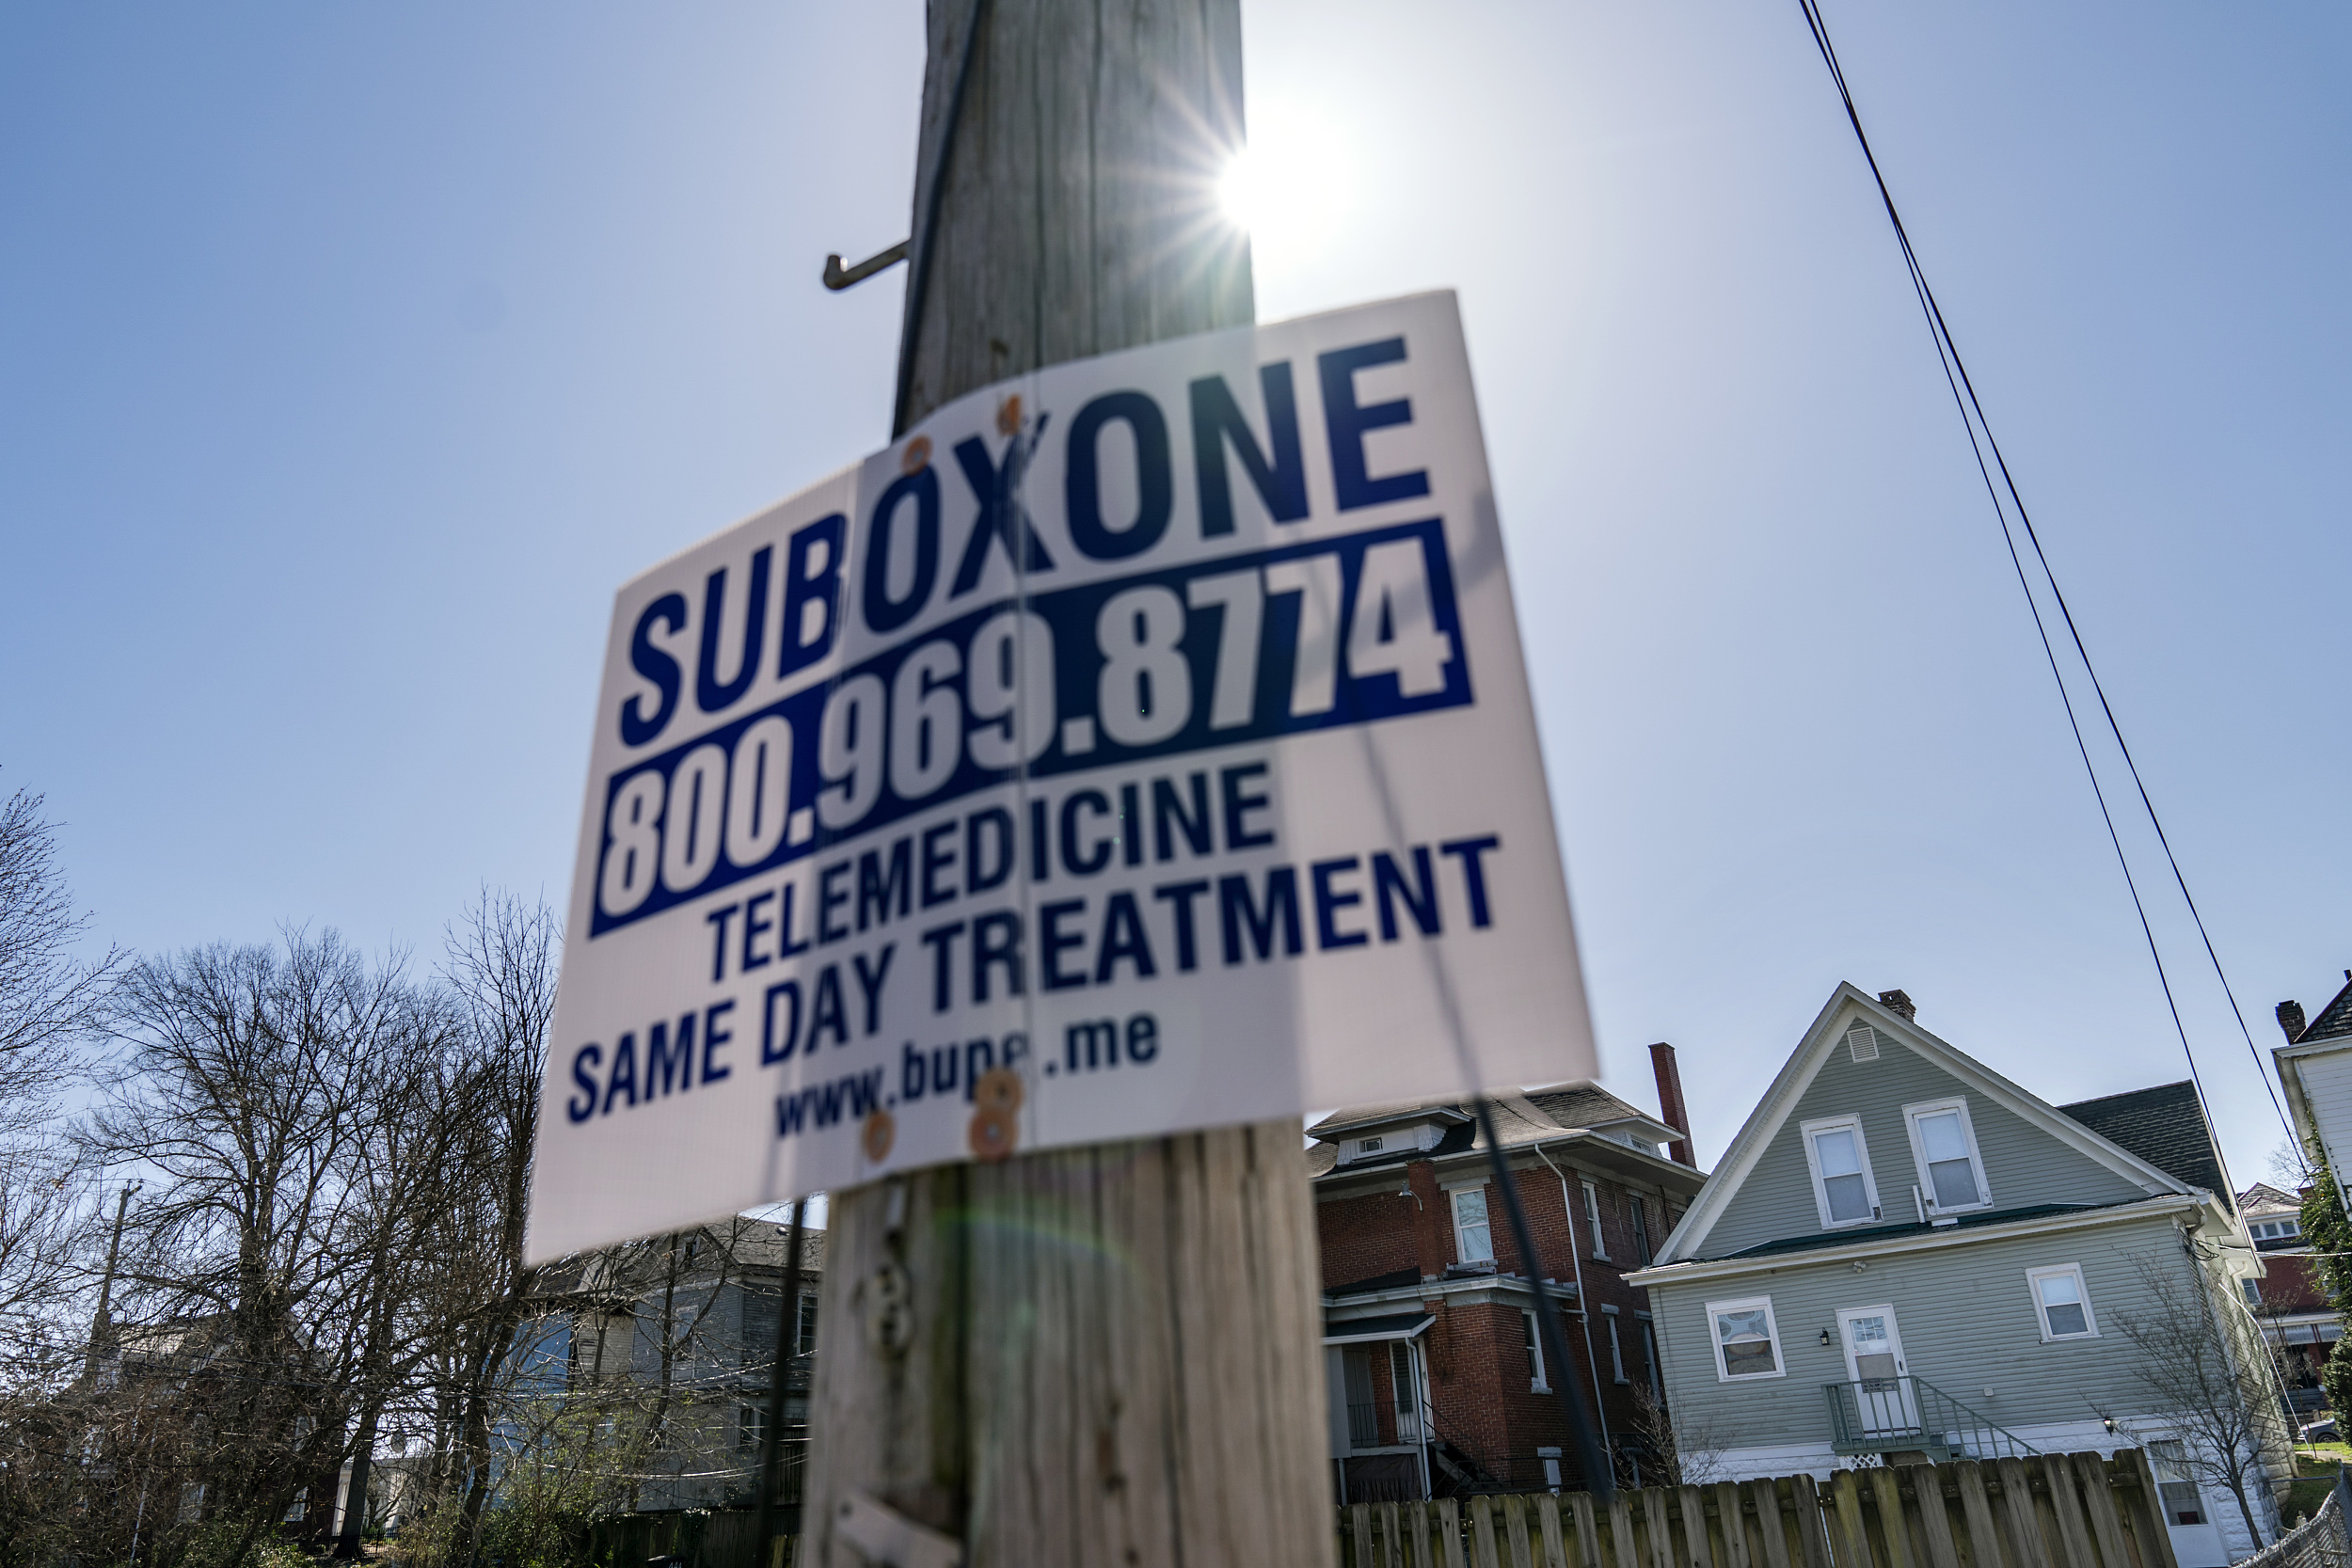 SUBOXONE
800.969.8774
TELEMEDICINE
SAME DAY TREATMENT